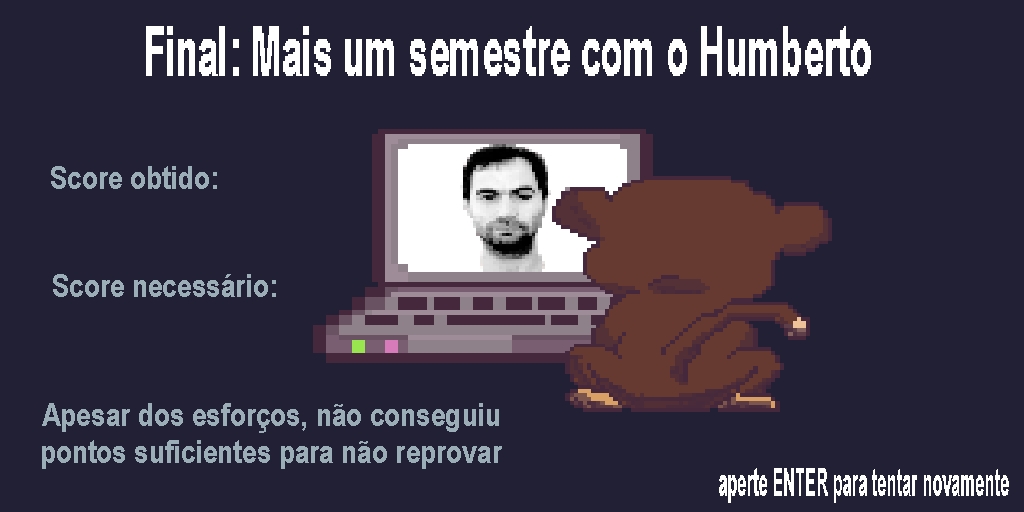 Final: Mais um semestre com o Humberto
Score obtido:
Score necessário:
Apesar dos esforços, não conseguiu
pontos suficientes para não reprovar
aperte ENTER para tentar novamente